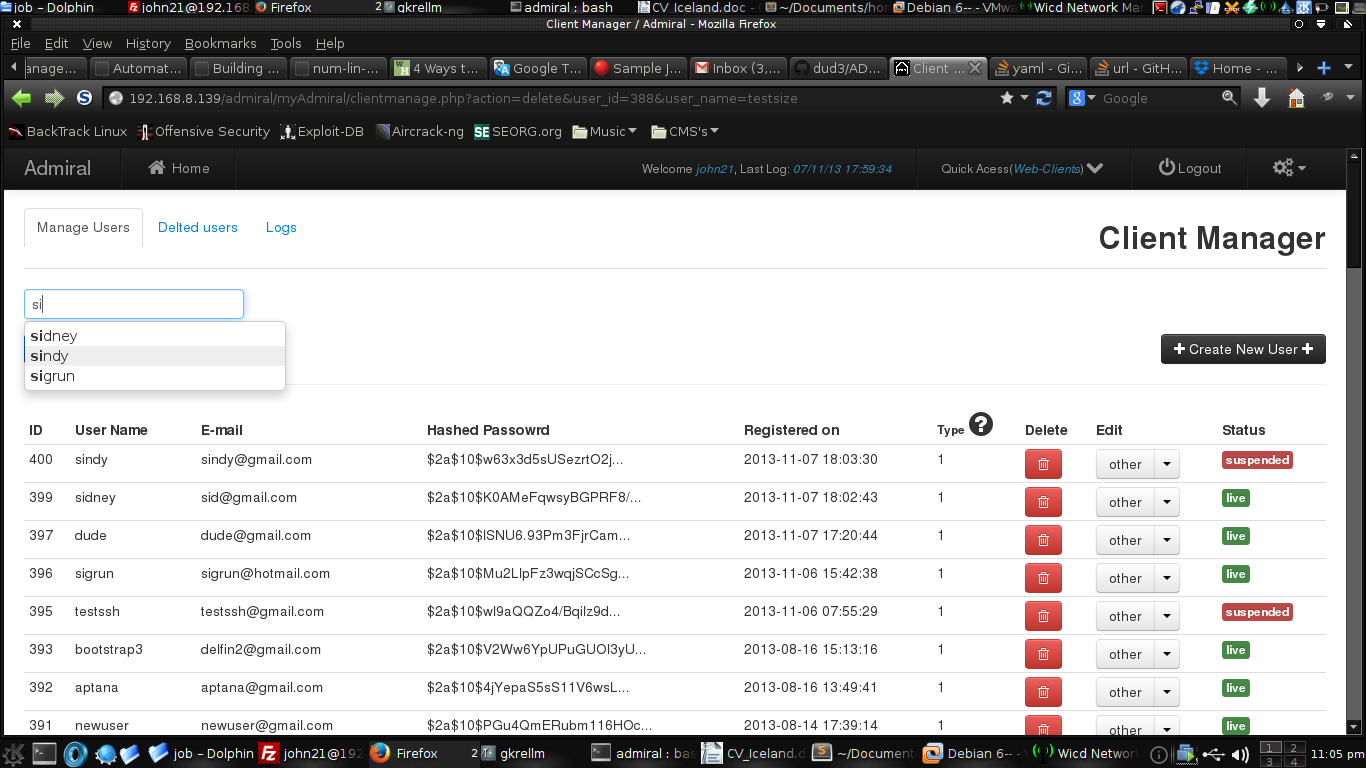 job – Dolphin john21@192.168 Firefox 2 gkrellm admiral : bash CV_Iceland.doc ~/Documents/hor Debian 6-- – VMwa Wicd Network Mar 11:05 pm
Client Manager / Admiral - Mozilla Firefox
File Edit View History Bookmarks Tools Help
anage... Automat... Building ... num-lin-... 4 Ways t... Google T... Sample J... Inbox (3,... dud3/AD... Client ... yaml - Gi... url - GitH... Home - ...
192.168.8.139/admiral/myAdmiral/clientmanage.php?action=delete&user_id=388&user_name=testsize Google
BackTrack Linux Offensive Security Exploit-DB Aircrack-ng SEORG.org Music CMS's
Admiral Home Welcome john21, Last Log: 07/11/13 17:59:34 Quick Acess(Web-Clients) Logout
Manage Users Delted users Logs
Client Manager
si
sidney
sindy
sigrun
Create New User
ID User Name E-mail Hashed Passowrd Registered on Type ? Delete Edit Status
400 sindy sindy@gmail.com $2a$10$w63x3d5sUSezrtO2j... 2013-11-07 18:03:30 1 other suspended
399 sidney sid@gmail.com $2a$10$K0AMeFqwsyBGPRF8/... 2013-11-07 18:02:43 1 other live
397 dude dude@gmail.com $2a$10$ISNU6.93Pm3FjrCam... 2013-11-07 17:20:44 1 other live
396 sigrun sigrun@hotmail.com $2a$10$Mu2LlpFz3wqjSCcSg... 2013-11-06 15:42:38 1 other live
395 testssh testssh@gmail.com $2a$10$wl9aQQZo4/Bqilz9d... 2013-11-06 07:55:29 1 other suspended
393 bootstrap3 delfin2@gmail.com $2a$10$V2Ww6YpUPuGUOl3yU... 2013-08-16 15:13:16 1 other live
392 aptana aptana@gmail.com $2a$10$4jYepaS5sS11V6wsL... 2013-08-16 13:49:41 1 other live
391 newuser newuser@gmail.com $2a$10$PGu4QmERubm116HOc... 2013-08-14 17:39:14 1 other live
job – Dolphin john21@192 Firefox 2 gkrellm admiral : bas CV_Iceland.d ~/Document Debian 6-- Wicd Network 1 2 3 4 11:05 PM